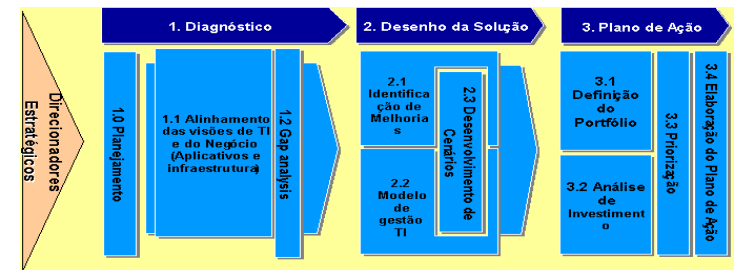 1. Diagnóstico
2. Desenho da Solução
3. Plano de Ação
Direcionadores
Estratégicos
1.0 Planejamento
1.1 Alinhamento
das visões de TI
e do Negócio
(Aplicativos e
infraestrutura)
1.2 Gap analysis
2.1
Identifica
ção de
Melhoria
s
2.2
Modelo
de
gestão
TI
2.3 Desenvolvimento de
Cenários
3.1
Definição
do
Portfólio
3.2 Análise
de
Investiment
o
3.3 Priorização
3.4 Elaboração do Plano de Ação